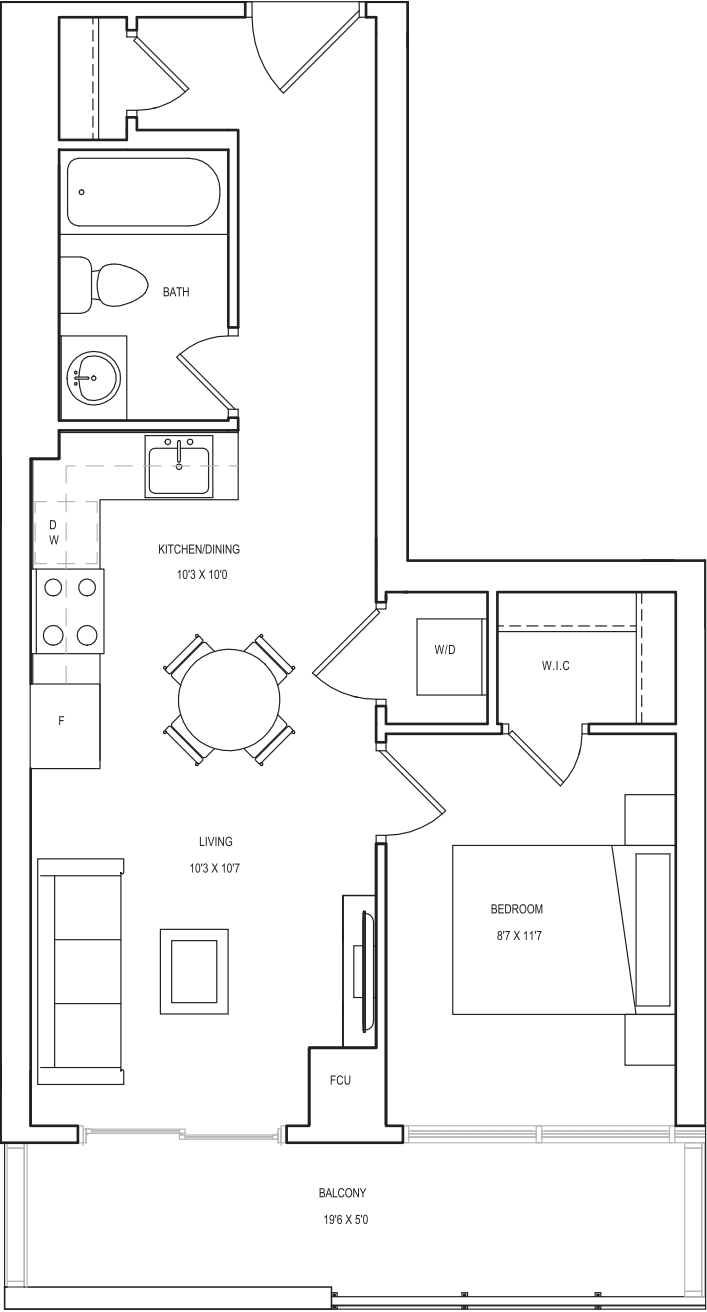 BATH
D
W
KITCHEN/DINING
10'3 X 10'0
W/D
W.I.C
F
LIVING
10'3 X 10'7
BEDROOM
8'7 X 11'7
FCU
BALCONY
19'6 X 5'0